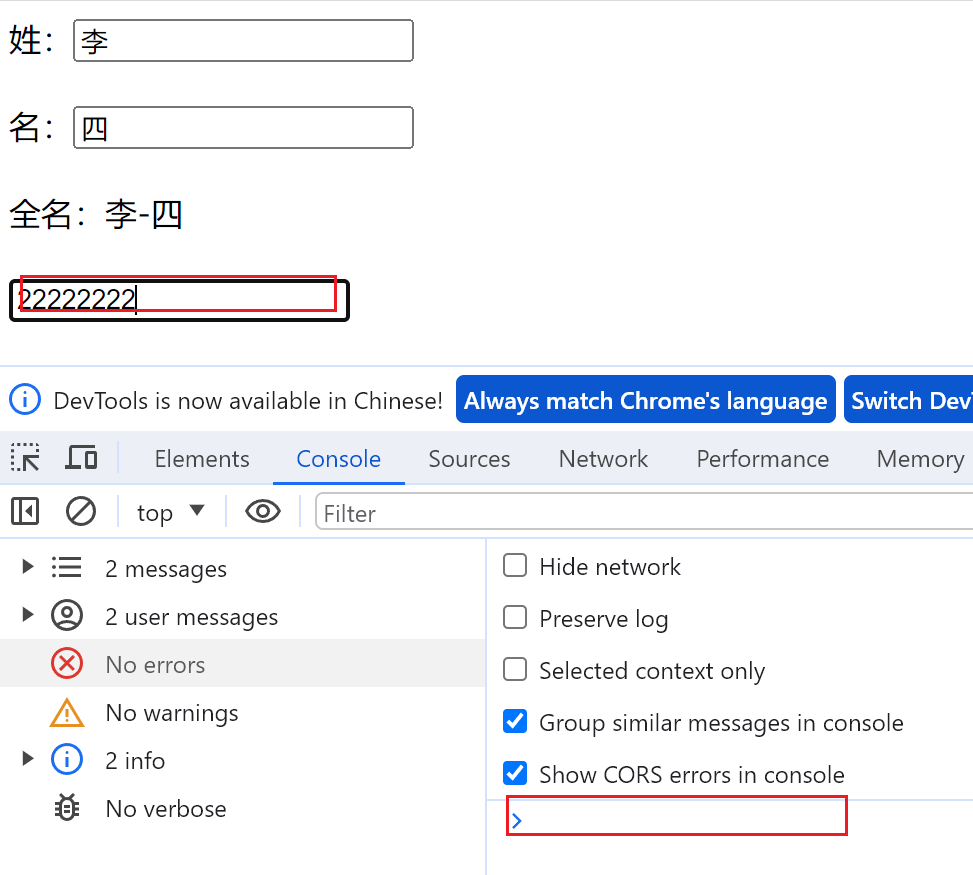 姓：李
名：四
全名：李-四
22222222
DevTools is now available in Chinese! Always match Chrome's language Switch Dev
Elements Console Sources Network Performance Memory
top Filter
2 messages
2 user messages
No errors
No warnings
2 info
No verbose
Hide network
Preserve log
Selected context only
Group similar messages in console
Show CORS errors in console